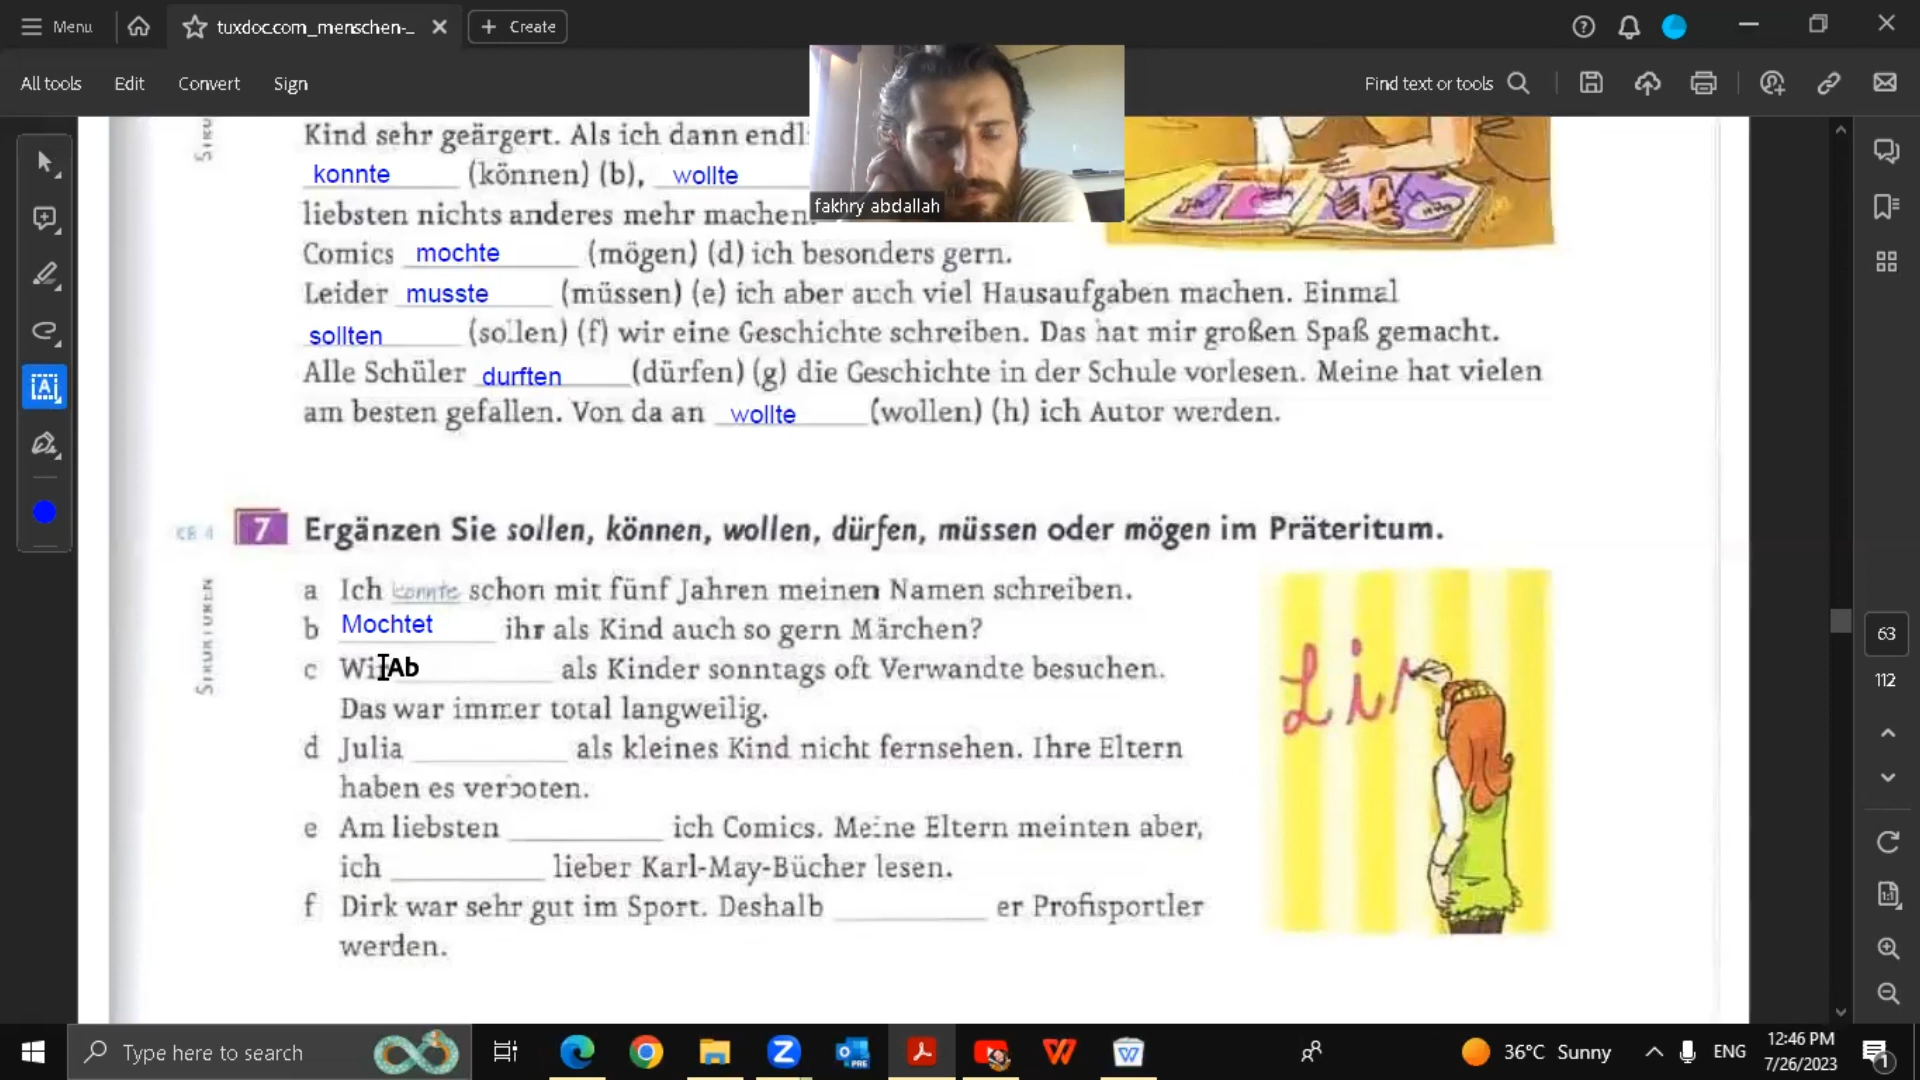 Menu
tuxdoc.com_menschen-_
Create
All tools Edit Convert Sign
Find text or tools
Kind sehr geärgert. Als ich dann endl
konnte (können) (b), wollte
liebsten nichts anderes mehr machen.
fakhry abdallah
Comics mochte (mögen) (d) ich besonders gern.
Leider musste (müssen) (e) ich aber auch viel Hausaufgaben machen. Einmal
sollten (sollen) (f) wir eine Geschichte schreiben. Das hat mir großen Spaß gemacht.
Alle Schüler durften (dürfen) (g) die Geschichte in der Schule vorlesen. Meine hat vielen
am besten gefallen. Von da an wollte (wollen) (h) ich Autor werden.
KB 4 7 Ergänzen Sie sollen, können, wollen, dürfen, müssen oder mögen im Präteritum.
STRUKTUREN
a Ich konnte schon mit fünf Jahren meinen Namen schreiben.
b Mochtet ihr als Kind auch so gern Märchen?
c Wi Ab als Kinder sonntags oft Verwandte besuchen.
Das war immer total langweilig.
d Julia als kleines Kind nicht fernsehen. Ihre Eltern
haben es verboten.
e Am liebsten ich Comics. Meine Eltern meinten aber,
ich lieber Karl-May-Bücher lesen.
f Dirk war sehr gut im Sport. Deshalb er Profisportler
werden.
Lin
63
112
Type here to search
PRE
36°C Sunny
ENG
12:46 PM
7/26/2023
1